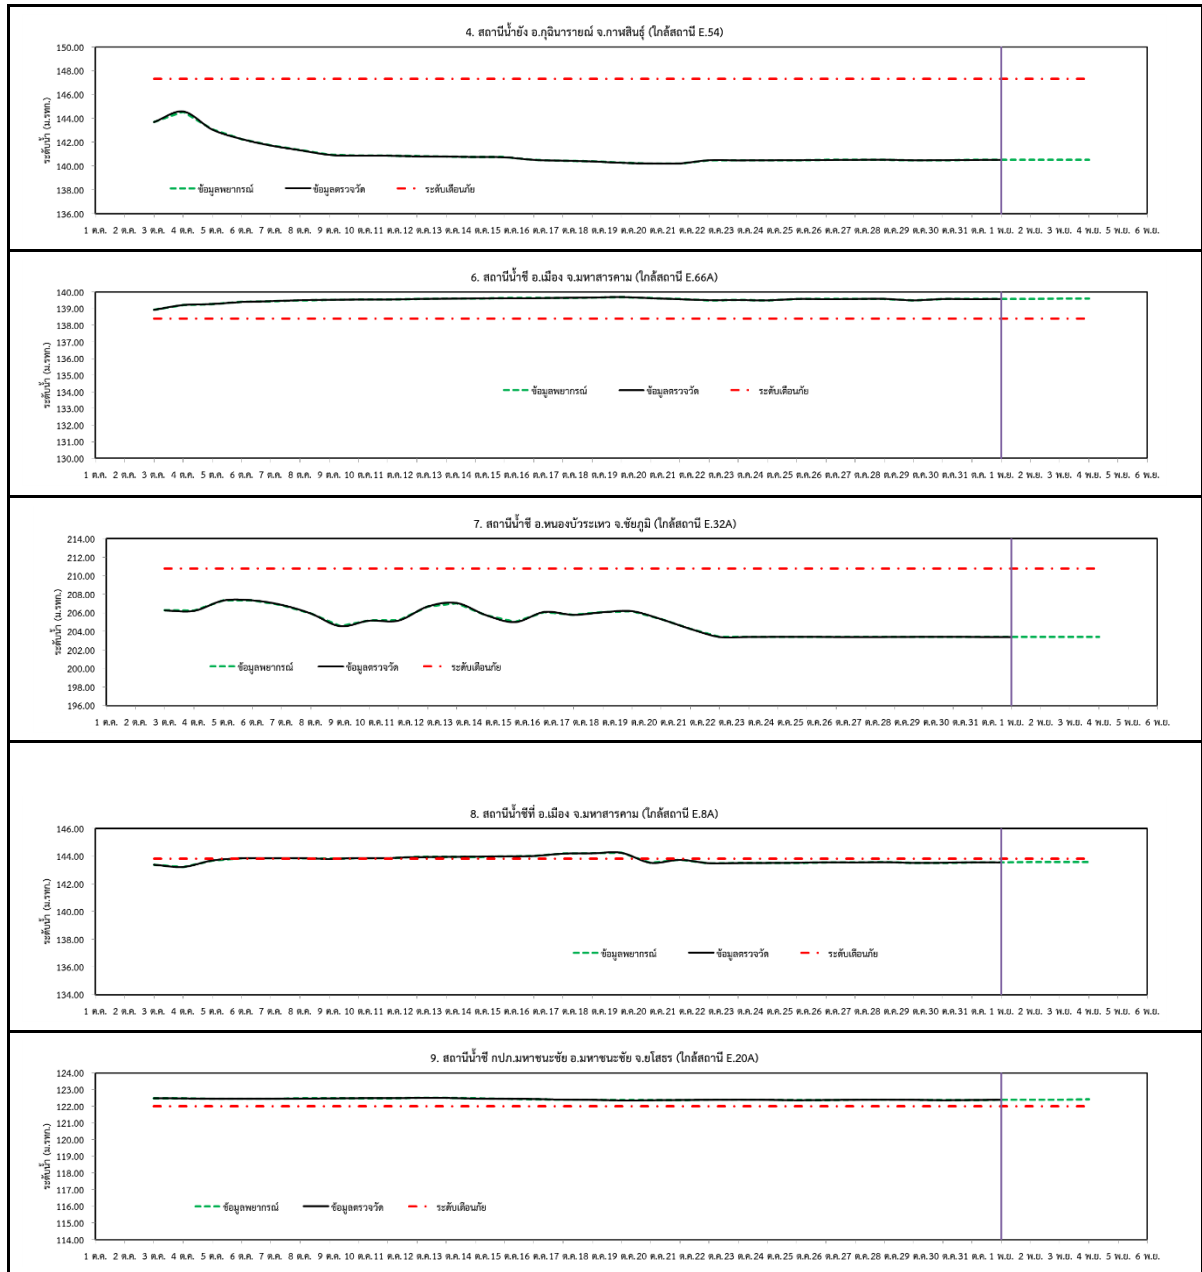 4. สถานีน้ำยัง อ.กุฉินารายณ์ จ.กาฬสินธุ์ (ใกล้สถานี E.54)
150.00
148.00
146.00
144.00
142.00
140.00
138.00
136.00
ระดับน้ำ (ม.รทก.)
ข้อมูลพยากรณ์ ข้อมูลตรวจวัด ระดับเตือนภัย
1 ต.ค. 2 ต.ค. 3 ต.ค. 4 ต.ค. 5 ต.ค. 6 ต.ค. 7 ต.ค. 8 ต.ค. 9 ต.ค. 10 ต.ค.11 ต.ค.12 ต.ค.13 ต.ค.14 ต.ค.15 ต.ค.16 ต.ค.17 ต.ค.18 ต.ค.19 ต.ค.20 ต.ค.21 ต.ค.22 ต.ค.23 ต.ค.24 ต.ค.25 ต.ค.26 ต.ค.27 ต.ค.28 ต.ค.29 ต.ค.30 ต.ค.31 ต.ค. 1 พ.ย. 2 พ.ย. 3 พ.ย. 4 พ.ย. 5 พ.ย. 6 พ.ย.
6. สถานีน้ำชี อ.เมือง จ.มหาสารคาม (ใกล้สถานี E.66A)
140.00
139.00
138.00
137.00
136.00
135.00
134.00
133.00
132.00
131.00
130.00
ระดับน้ำ (ม.รทก.)
ข้อมูลพยากรณ์ ข้อมูลตรวจวัด ระดับเตือนภัย
1 ต.ค. 2 ต.ค. 3 ต.ค. 4 ต.ค. 5 ต.ค. 6 ต.ค. 7 ต.ค. 8 ต.ค. 9 ต.ค. 10 ต.ค.11 ต.ค.12 ต.ค.13 ต.ค.14 ต.ค.15 ต.ค.16 ต.ค.17 ต.ค.18 ต.ค.19 ต.ค.20 ต.ค.21 ต.ค.22 ต.ค.23 ต.ค.24 ต.ค.25 ต.ค.26 ต.ค.27 ต.ค.28 ต.ค.29 ต.ค.30 ต.ค.31 ต.ค. 1 พ.ย. 2 พ.ย. 3 พ.ย. 4 พ.ย. 5 พ.ย. 6 พ.ย.
7. สถานีน้ำชี อ.หนองบัวระเหว จ.ชัยภูมิ (ใกล้สถานี E.32A)
214.00
212.00
210.00
208.00
206.00
204.00
202.00
200.00
198.00
196.00
ระดับน้ำ (ม.รทก.)
ข้อมูลพยากรณ์ ข้อมูลตรวจวัด ระดับเตือนภัย
1 ต.ค. 2 ต.ค. 3 ต.ค. 4 ต.ค. 5 ต.ค. 6 ต.ค. 7 ต.ค. 8 ต.ค. 9 ต.ค. 10 ต.ค.11 ต.ค.12 ต.ค.13 ต.ค.14 ต.ค.15 ต.ค.16 ต.ค.17 ต.ค.18 ต.ค.19 ต.ค.20 ต.ค.21 ต.ค.22 ต.ค.23 ต.ค.24 ต.ค.25 ต.ค.26 ต.ค.27 ต.ค.28 ต.ค.29 ต.ค.30 ต.ค.31 ต.ค. 1 พ.ย. 2 พ.ย. 3 พ.ย. 4 พ.ย. 5 พ.ย. 6 พ.ย.
8. สถานีน้ำชีที่ อ.เมือง จ.มหาสารคาม (ใกล้สถานี E.8A)
146.00
144.00
142.00
140.00
138.00
136.00
134.00
ระดับน้ำ (ม.รทก.)
ข้อมูลพยากรณ์ ข้อมูลตรวจวัด ระดับเตือนภัย
1 ต.ค. 2 ต.ค. 3 ต.ค. 4 ต.ค. 5 ต.ค. 6 ต.ค. 7 ต.ค. 8 ต.ค. 9 ต.ค. 10 ต.ค.11 ต.ค.12 ต.ค.13 ต.ค.14 ต.ค.15 ต.ค.16 ต.ค.17 ต.ค.18 ต.ค.19 ต.ค.20 ต.ค.21 ต.ค.22 ต.ค.23 ต.ค.24 ต.ค.25 ต.ค.26 ต.ค.27 ต.ค.28 ต.ค.29 ต.ค.30 ต.ค.31 ต.ค. 1 พ.ย. 2 พ.ย. 3 พ.ย. 4 พ.ย. 5 พ.ย. 6 พ.ย.
9. สถานีน้ำชี กปภ.มหาชนะชัย อ.มหาชนะชัย จ.ยโสธร (ใกล้สถานี E.20A)
124.00
123.00
122.00
121.00
120.00
119.00
118.00
117.00
116.00
115.00
114.00
ระดับน้ำ (ม.รทก.)
ข้อมูลพยากรณ์ ข้อมูลตรวจวัด ระดับเตือนภัย
1 ต.ค. 2 ต.ค. 3 ต.ค. 4 ต.ค. 5 ต.ค. 6 ต.ค. 7 ต.ค. 8 ต.ค. 9 ต.ค. 10 ต.ค.11 ต.ค.12 ต.ค.13 ต.ค.14 ต.ค.15 ต.ค.16 ต.ค.17 ต.ค.18 ต.ค.19 ต.ค.20 ต.ค.21 ต.ค.22 ต.ค.23 ต.ค.24 ต.ค.25 ต.ค.26 ต.ค.27 ต.ค.28 ต.ค.29 ต.ค.30 ต.ค.31 ต.ค. 1 พ.ย. 2 พ.ย. 3 พ.ย. 4 พ.ย. 5 พ.ย. 6 พ.ย.